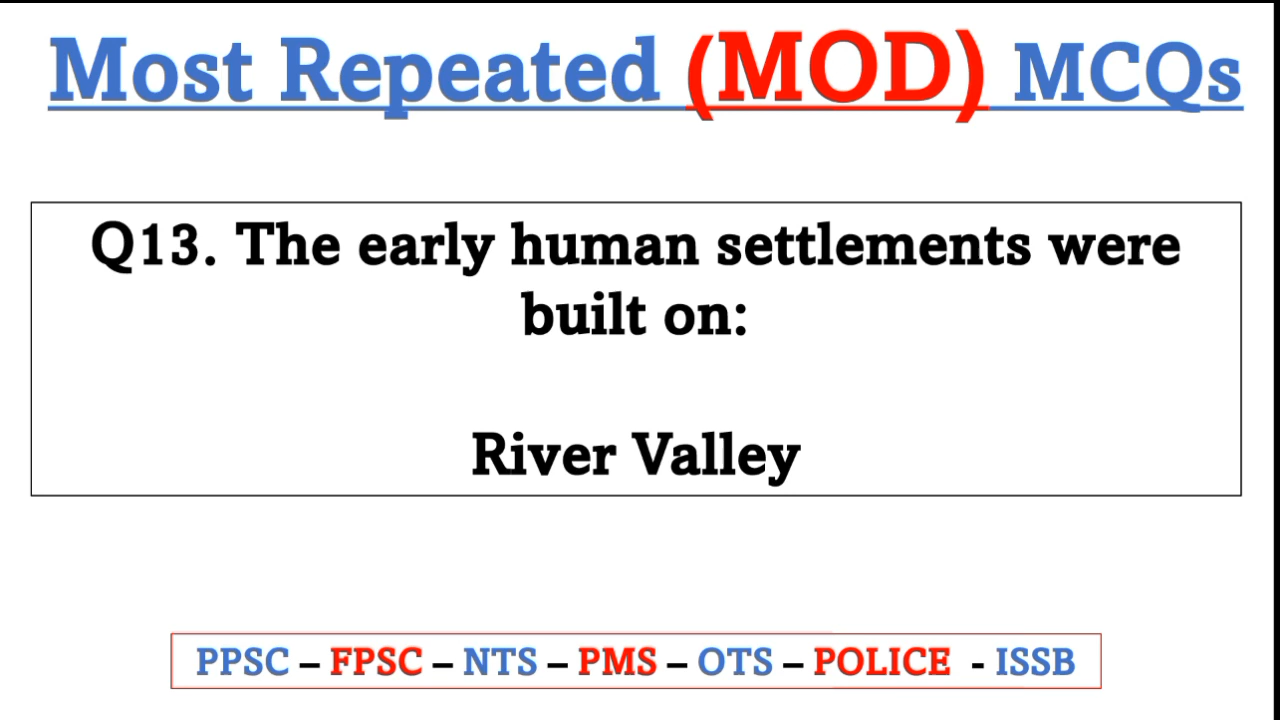 Most Repeated (MOD) MCQs
Q13. The early human settlements were
built on:
River Valley
PPSC – FPSC – NTS – PMS – OTS – POLICE - ISSB